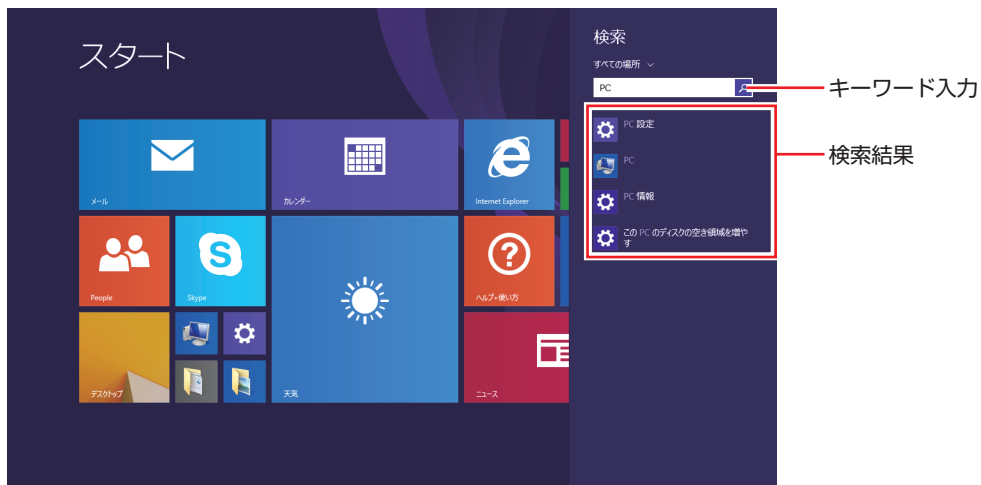 スタート
メール
カレンダー
Internet Explorer
People
Skype
ヘルプ+使い方
デスクトップ
天気
ニュース
検索
すべての場所
PC
PC 設定
PC
PC 情報
この PC のディスクの空き領域を増や
す
キーワード入力
検索結果